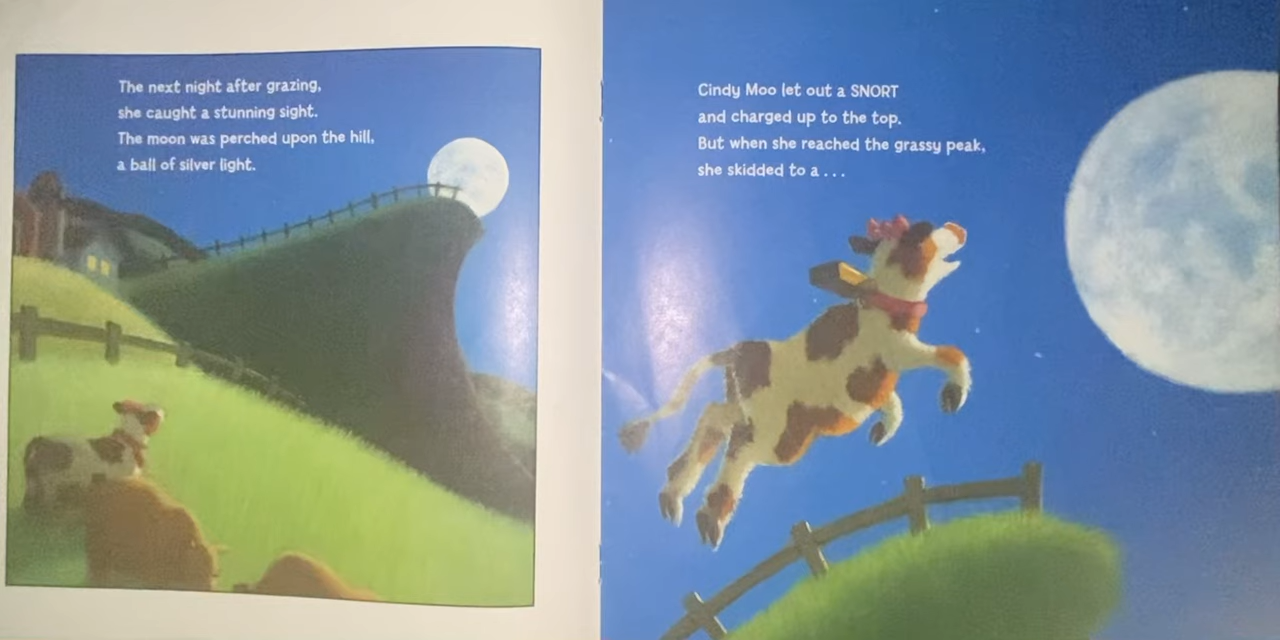 The next night after grazing,
she caught a stunning sight.
The moon was perched upon the hill,
a ball of silver light.
Cindy Moo let out a SNORT
and charged up to the top.
But when she reached the grassy peak,
she skidded to a . . .